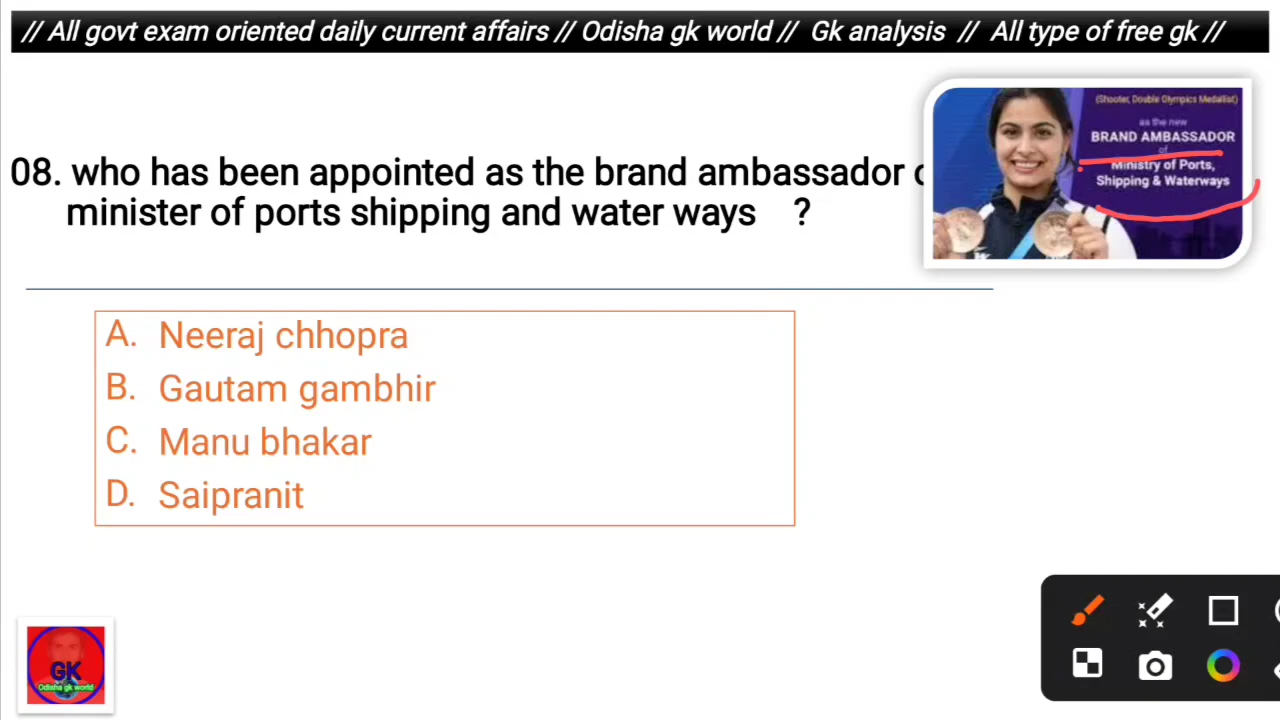 // All govt exam oriented daily current affairs // Odisha gk world // Gk analysis // All type of free gk //
(Shooter, Double Olympics Medallist)
as the new
BRAND AMBASSADOR
of
Ministry of Ports,
Shipping & Waterways
08. who has been appointed as the brand ambassador
minister of ports shipping and water ways ?
A. Neeraj chhopra
B. Gautam gambhir
C. Manu bhakar
D. Saipranit
GK
Odisha gk world